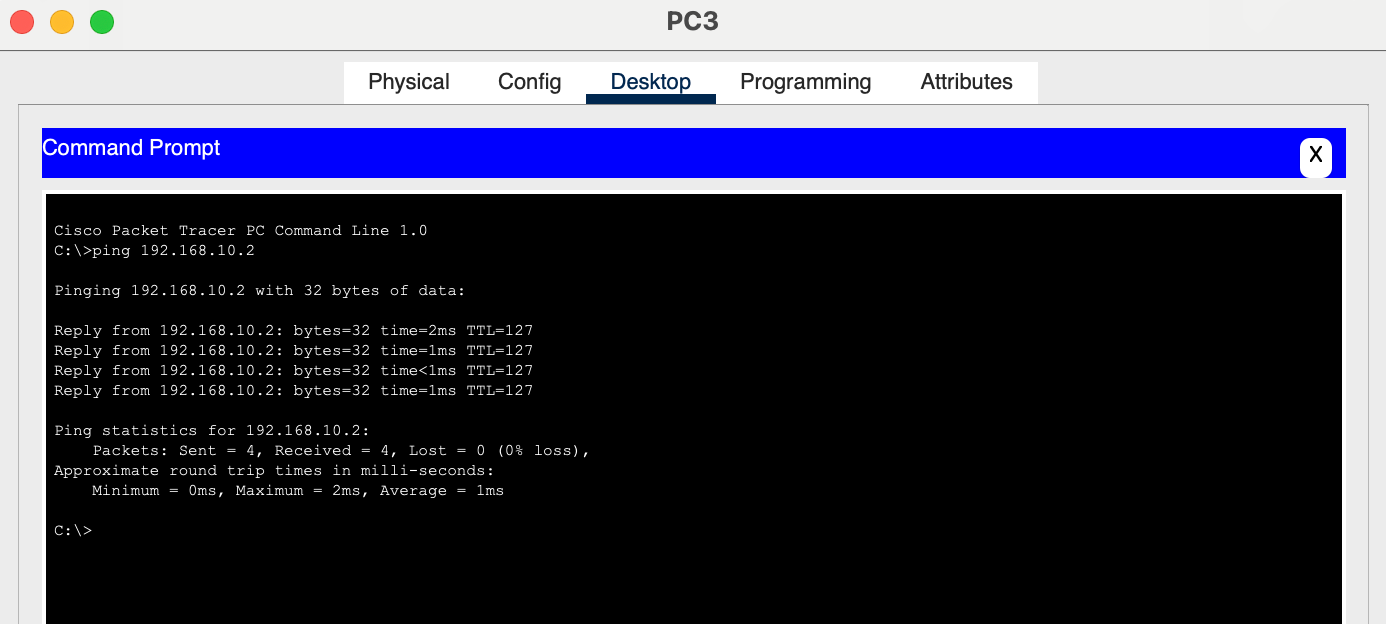 PC3
Physical Config Desktop Programming Attributes
Command Prompt
X
Cisco Packet Tracer PC Command Line 1.0
C:\>ping 192.168.10.2
Pinging 192.168.10.2 with 32 bytes of data:
Reply from 192.168.10.2: bytes=32 time=2ms TTL=127
Reply from 192.168.10.2: bytes=32 time=1ms TTL=127
Reply from 192.168.10.2: bytes=32 time<1ms TTL=127
Reply from 192.168.10.2: bytes=32 time=1ms TTL=127
Ping statistics for 192.168.10.2:
    Packets: Sent = 4, Received = 4, Lost = 0 (0% loss),
Approximate round trip times in milli-seconds:
    Minimum = 0ms, Maximum = 2ms, Average = 1ms
C:\>